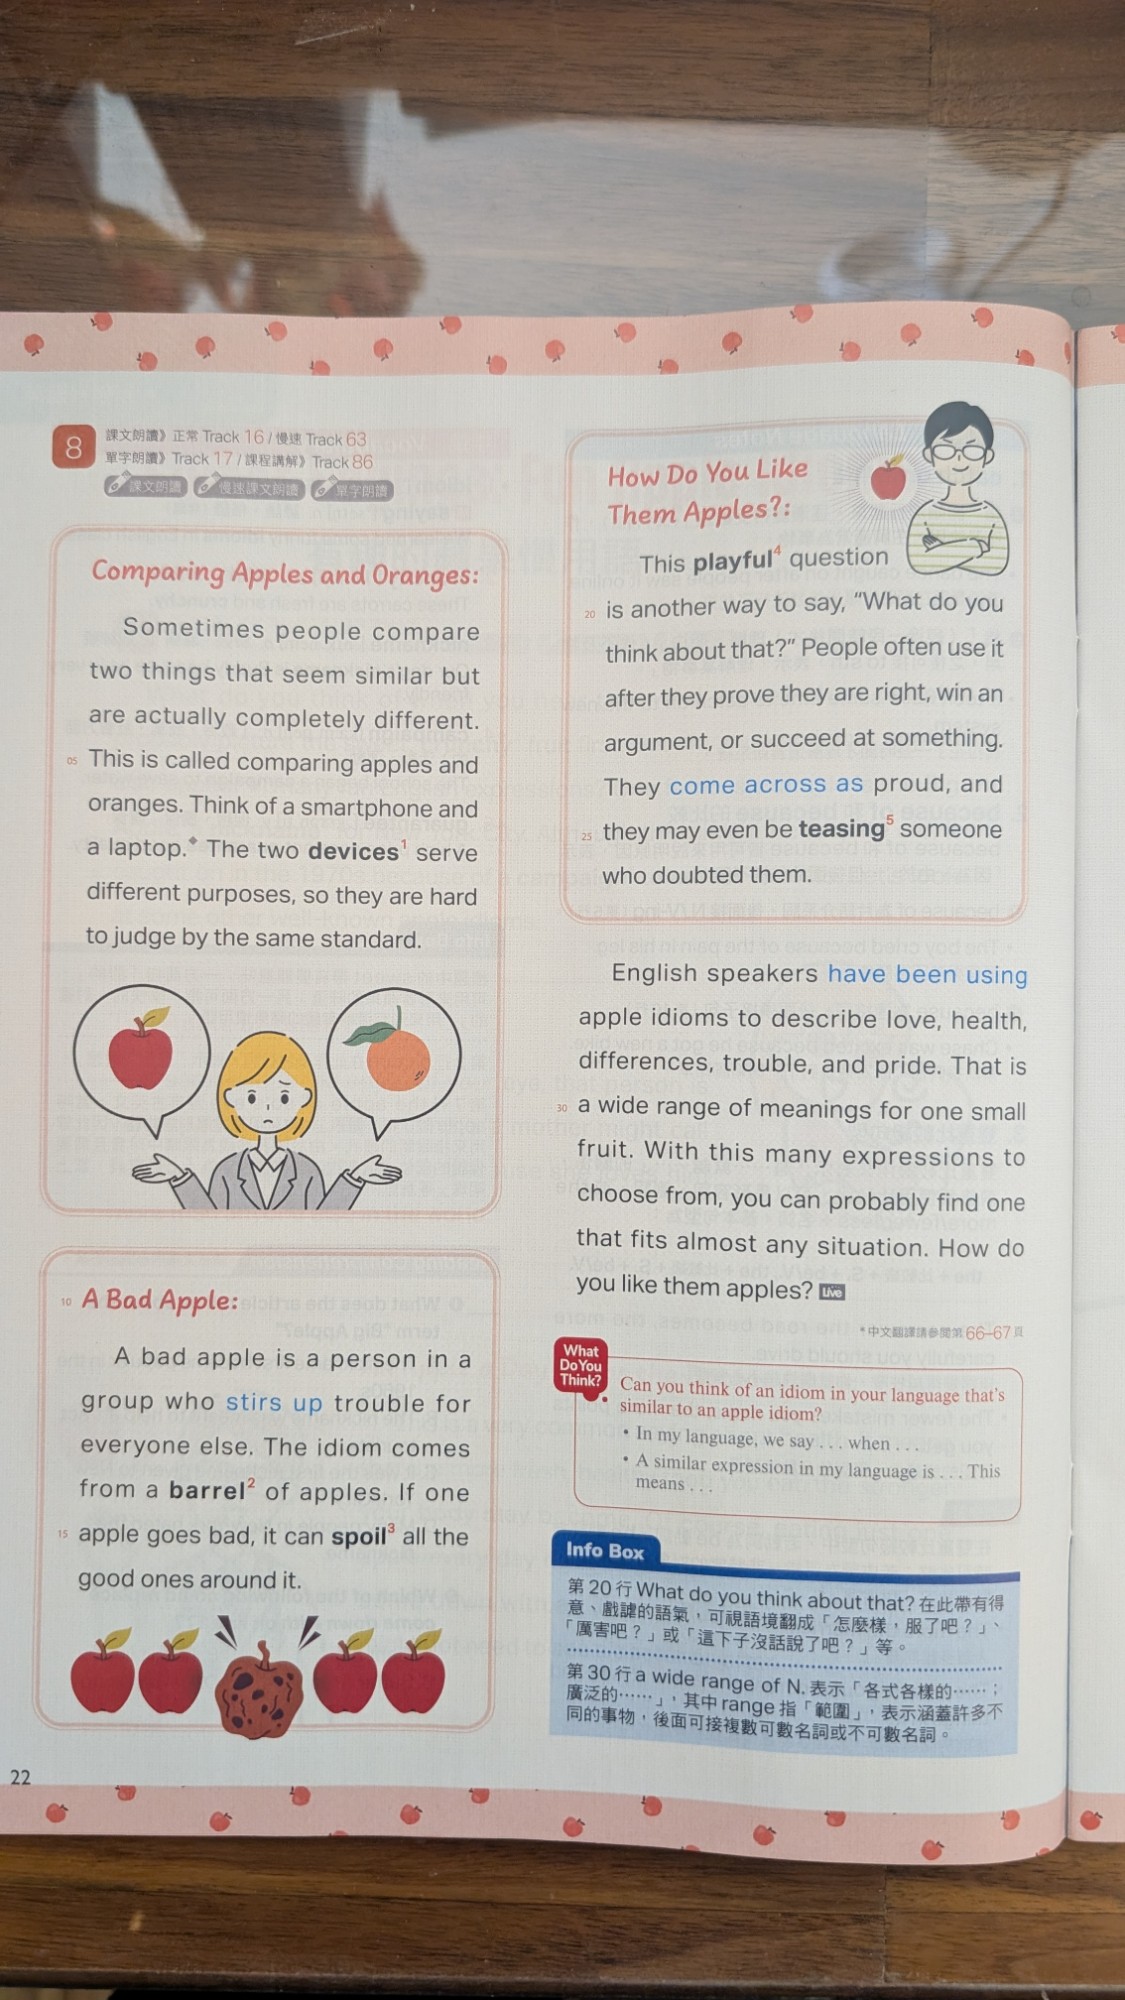 8
課文朗讀》正常 Track 16 / 慢速 Track 63
單字朗讀》Track 17 / 課程講解》Track 86
課文朗讀 慢速課文朗讀 單字朗讀
Comparing Apples and Oranges:
Sometimes people compare
two things that seem similar but
are actually completely different.
05 This is called comparing apples and
oranges. Think of a smartphone and
a laptop.◆ The two devices¹ serve
different purposes, so they are hard
to judge by the same standard.
10 A Bad Apple:
A bad apple is a person in a
group who stirs up trouble for
everyone else. The idiom comes
from a barrel² of apples. If one
15 apple goes bad, it can spoil³ all the
good ones around it.
How Do You Like
Them Apples?:
This playful⁴ question
20 is another way to say, “What do you
think about that?” People often use it
after they prove they are right, win an
argument, or succeed at something.
They come across as proud, and
25 they may even be teasing⁵ someone
who doubted them.
English speakers have been using
apple idioms to describe love, health,
differences, trouble, and pride. That is
30 a wide range of meanings for one small
fruit. With this many expressions to
choose from, you can probably find one
that fits almost any situation. How do
you like them apples? Live
*中文翻譯請參閱第 66–67 頁
What
Do You
Think?
Can you think of an idiom in your language that's
similar to an apple idiom?
• In my language, we say . . . when . . .
• A similar expression in my language is . . . This
means . . .
Info Box
第 20 行 What do you think about that? 在此帶有得
意、戲謔的語氣，可視語境翻成「怎麼樣，服了吧？」、
「厲害吧？」或「這下子沒話說了吧？」等。
第 30 行 a wide range of N. 表示「各式各樣的⋯⋯；
廣泛的⋯⋯」，其中 range 指「範圍」，表示涵蓋許多不
同的事物，後面可接複數可數名詞或不可數名詞。
22